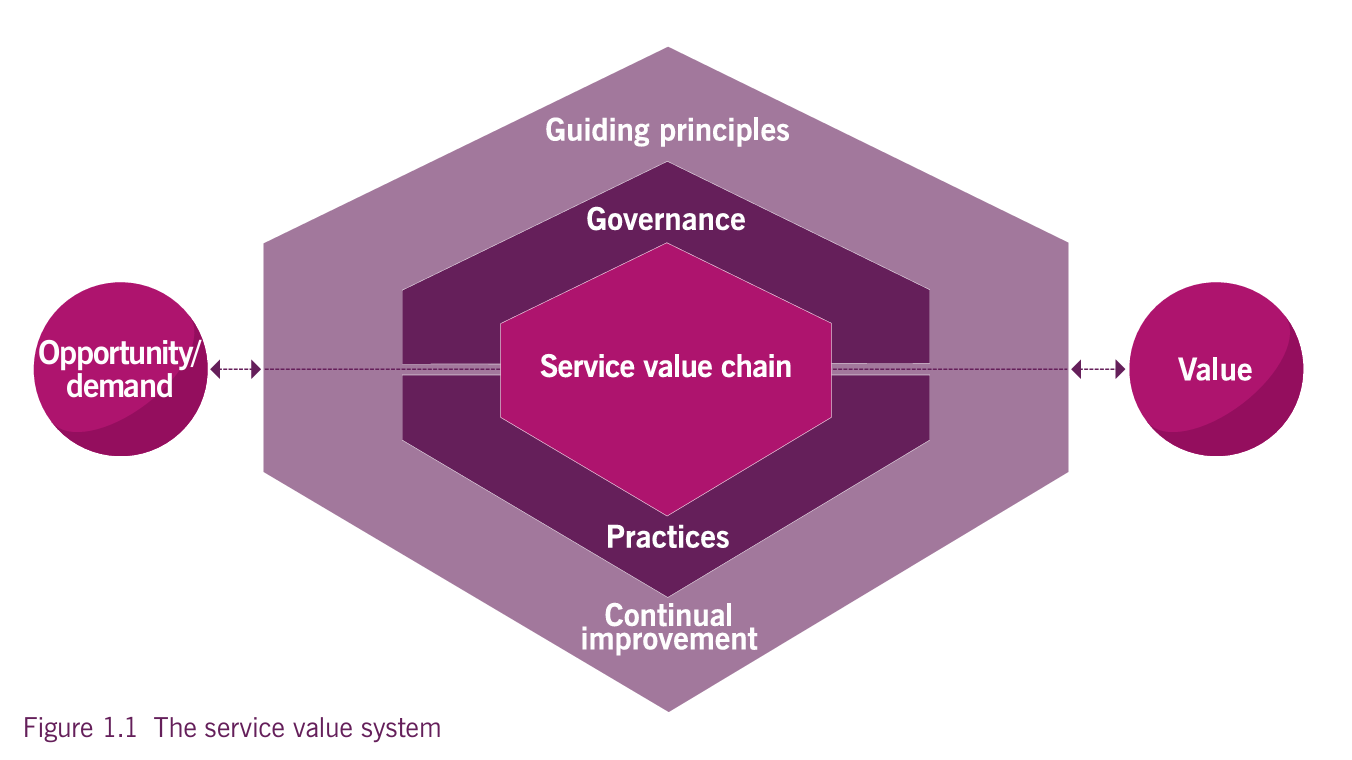 Guiding principles
Governance
Opportunity/
demand
Service value chain
Value
Practices
Continual
improvement
Figure 1.1 The service value system